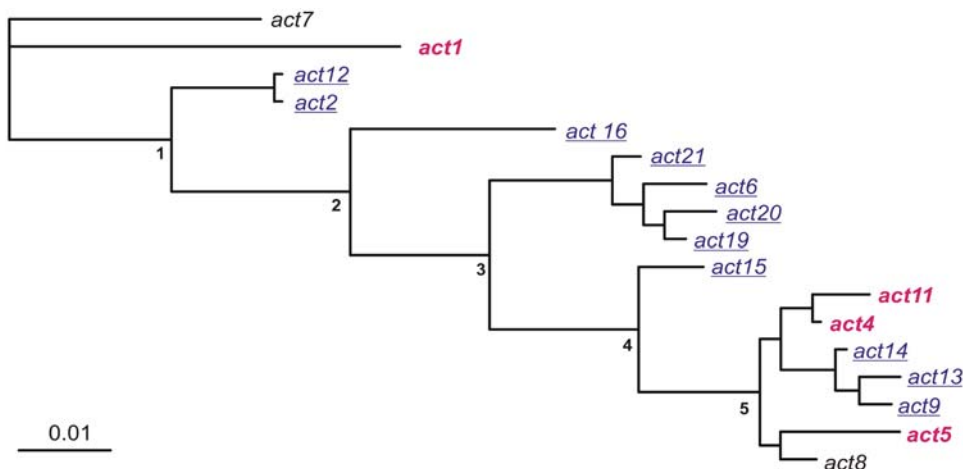 act7
act1
act12
act2
1
act 16
act21
act6
2
act20
act19
3
act15
act11
act4
4
act14
act13
5
act9
act5
0.01
act8